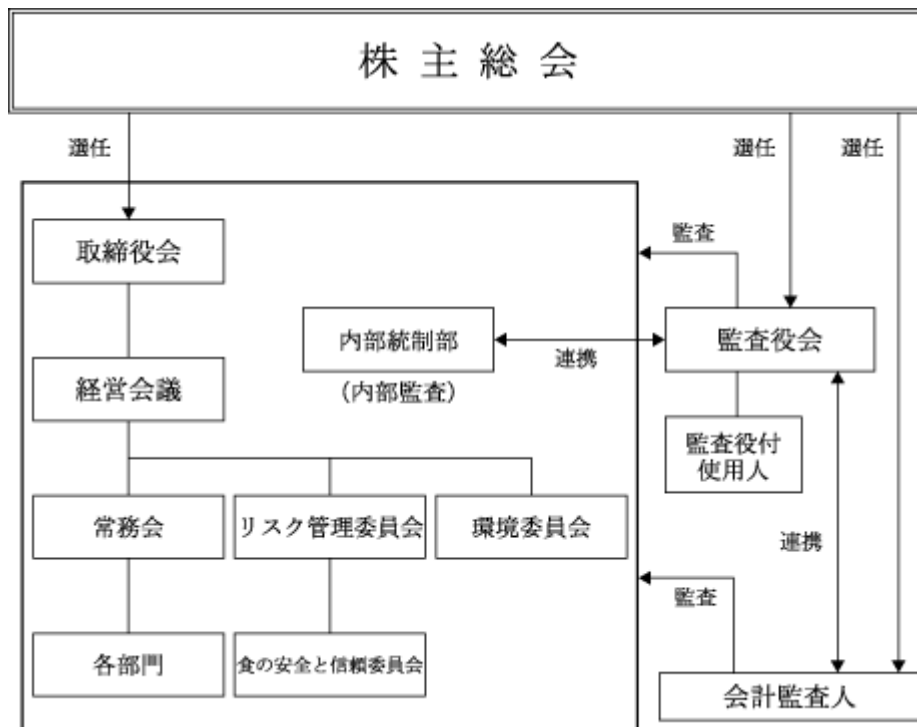 株主総会
選任
選任
選任
取締役会
監査
内部統制部
(内部監査)
連携
監査役会
経営会議
監査役付
使用人
常務会
リスク管理委員会
環境委員会
連携
監査
各部門
食の安全と信頼委員会
会計監査人